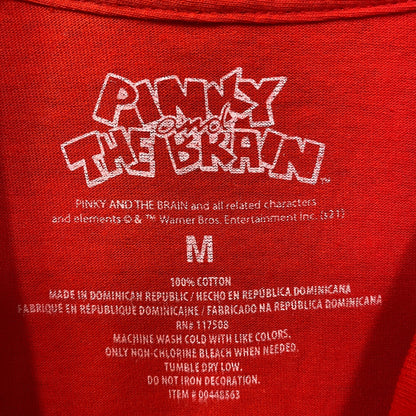 PINKY
and
THE BRAIN™
PINKY AND THE BRAIN and all related characters
and elements © & ™ Warner Bros. Entertainment Inc. (s21)
M
100% COTTON
MADE IN DOMINICAN REPUBLIC / HECHO EN REPÚBLICA DOMINICANA
FABRIQUE EN RÉPUBLIQUE DOMINICAINE / FABRICADO NA REPÚBLICA DOMINICANA
RN# 117508
MACHINE WASH COLD WITH LIKE COLORS.
ONLY NON-CHLORINE BLEACH WHEN NEEDED.
TUMBLE DRY LOW.
DO NOT IRON DECORATION.
ITEM # 00448563